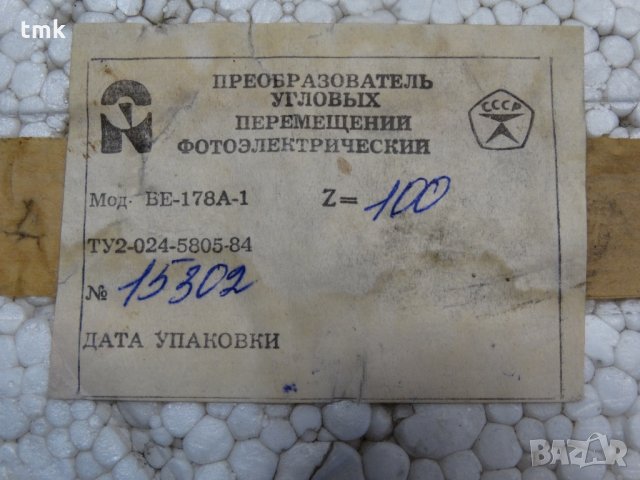 tmk
ПРЕОБРАЗОВАТЕЛЬ
УГЛОВЫХ
ПЕРЕМЕЩЕНИЙ
ФОТОЭЛЕКТРИЧЕСКИЙ
СССР
Мод. БЕ-178А-1 Z= 100
ТУ2-024-5805-84
№ 15302
ДАТА УПАКОВКИ
BAZAR